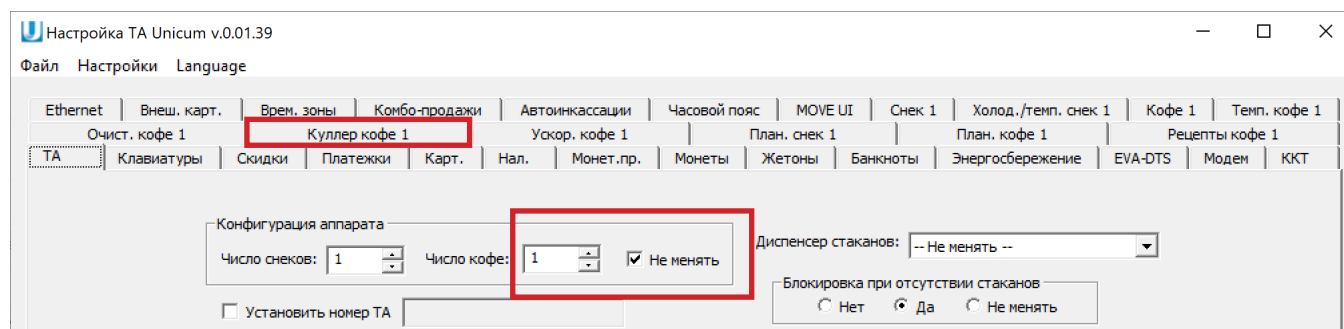 Настройка ТА Unicum v.0.01.39
Файл Настройки Language
Ethernet Внеш. карт. Врем. зоны Комбо-продажи Автоинкассации Часовой пояс MOVE UI Снек 1 Холод./темп. снек 1 Кофе 1 Темп. кофе 1
Очист. кофе 1 Куллер кофе 1 Ускор. кофе 1 План. снек 1 План. кофе 1 Рецепты кофе 1
ТА Клавиатуры Скидки Платежки Карт. Нал. Монет.пр. Монеты Жетоны Банкноты Энергосбережение EVA-DTS Модем ККТ
Конфигурация аппарата
Число снеков: 1 Число кофе: 1 Не менять
Диспенсер стаканов: -- Не менять --
Блокировка при отсутствии стаканов
Нет Да Не менять
Установить номер ТА